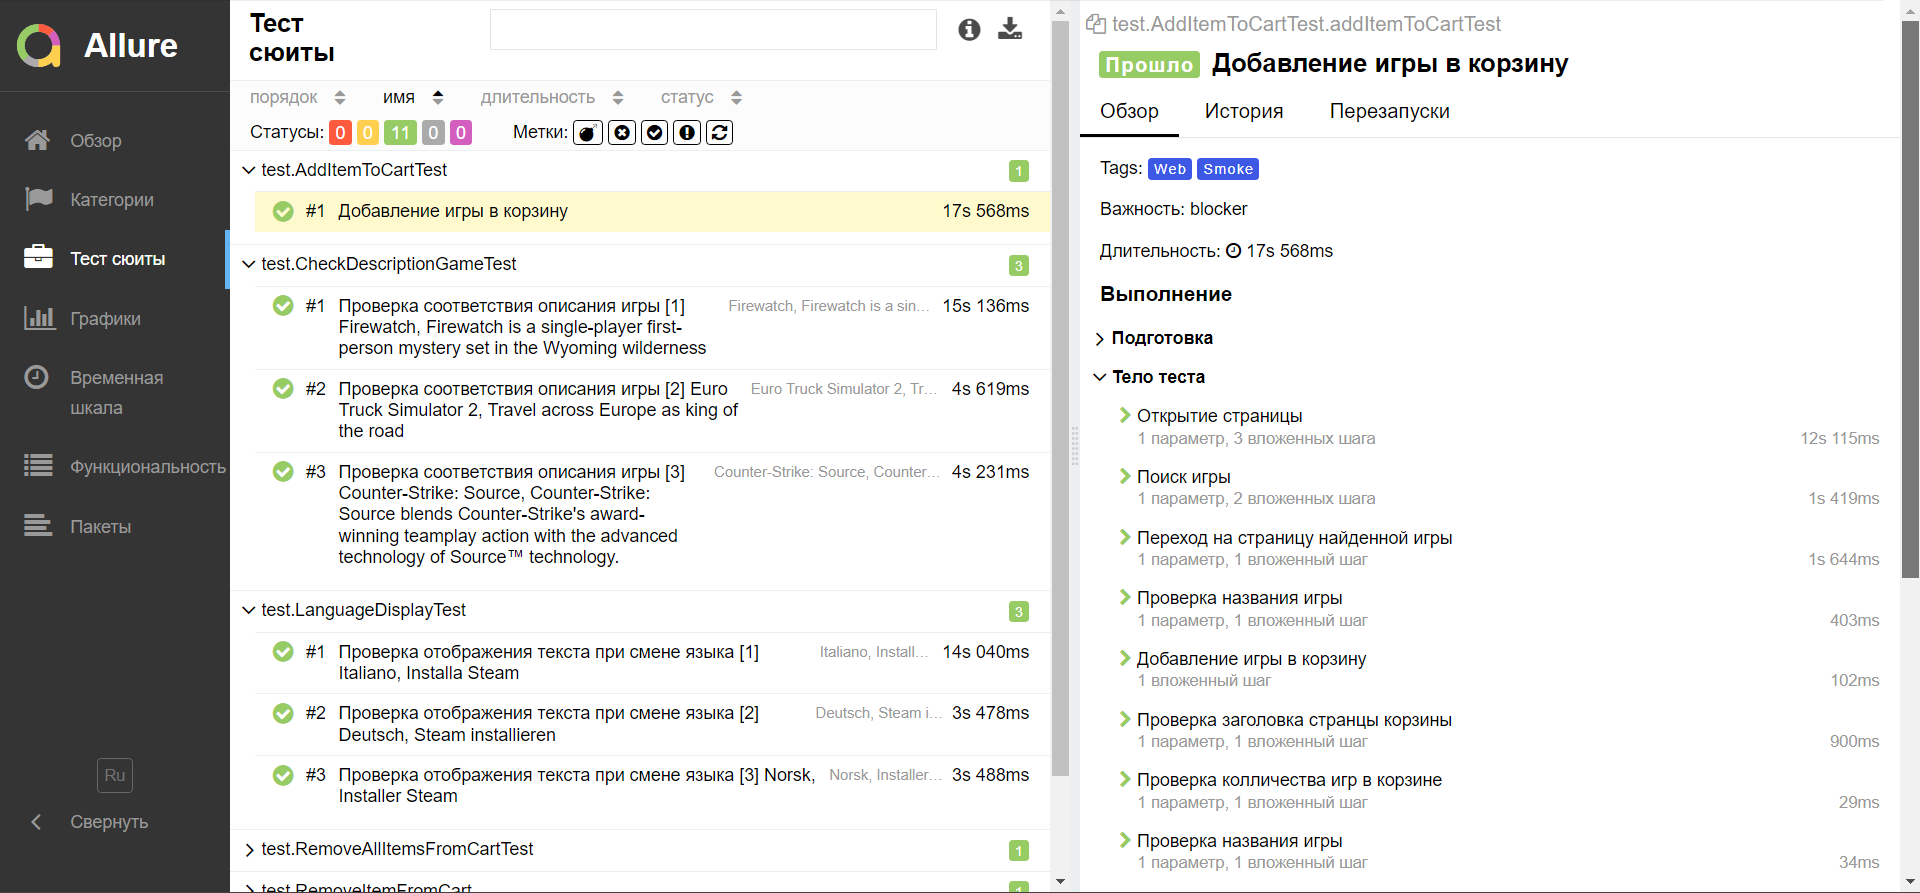 Allure
Обзор
Категории
Тест сюиты
Графики
Временная
шкала
Функциональность
Пакеты
Ru
Свернуть
Тест
сюиты
порядок имя длительность статус
Статусы: 0 0 11 0 0 Метки:
test.AddItemToCartTest 1
#1 Добавление игры в корзину 17s 568ms
test.CheckDescriptionGameTest 3
#1 Проверка соответствия описания игры [1] Firewatch, Firewatch is a sin... 15s 136ms
Firewatch, Firewatch is a single-player first-
person mystery set in the Wyoming wilderness
#2 Проверка соответствия описания игры [2] Euro Euro Truck Simulator 2, Tr... 4s 619ms
Truck Simulator 2, Travel across Europe as king of
the road
#3 Проверка соответствия описания игры [3] Counter-Strike: Source, Counter... 4s 231ms
Counter-Strike: Source, Counter-Strike:
Source blends Counter-Strike's award-
winning teamplay action with the advanced
technology of Source™ technology.
test.LanguageDisplayTest 3
#1 Проверка отображения текста при смене языка [1] Italiano, Install... 14s 040ms
Italiano, Installa Steam
#2 Проверка отображения текста при смене языка [2] Deutsch, Steam i... 3s 478ms
Deutsch, Steam installieren
#3 Проверка отображения текста при смене языка [3] Norsk, Norsk, Installer... 3s 488ms
Installer Steam
test.RemoveAllItemsFromCartTest 1
test.RemoveItemFromCart 1
test.AddItemToCartTest.addItemToCartTest
Прошло Добавление игры в корзину
Обзор История Перезапуски
Tags: Web Smoke
Важность: blocker
Длительность: 17s 568ms
Выполнение
Подготовка
Тело теста
Открытие страницы
1 параметр, 3 вложенных шага 12s 115ms
Поиск игры
1 параметр, 2 вложенных шага 1s 419ms
Переход на страницу найденной игры
1 параметр, 1 вложенный шаг 1s 644ms
Проверка названия игры
1 параметр, 1 вложенный шаг 403ms
Добавление игры в корзину
1 вложенный шаг 102ms
Проверка заголовка странцы корзины
1 параметр, 1 вложенный шаг 900ms
Проверка колличества игр в корзине
1 параметр, 1 вложенный шаг 29ms
Проверка названия игры
1 параметр, 1 вложенный шаг 34ms